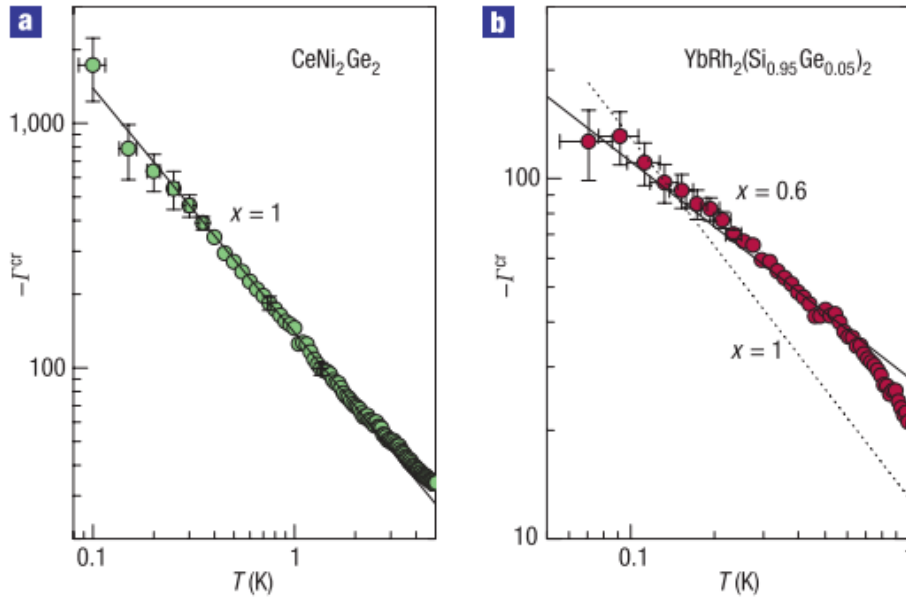 a
CeNi₂Ge₂
1,000
x = 1
−Γᶜʳ
100
0.1
1
T (K)
b
YbRh₂(Si₀.₉₅Ge₀.₀₅)₂
100
x = 0.6
−Γᶜʳ
x = 1
10
0.1
1
T (K)